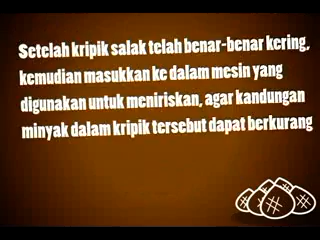 Setelah kripik salak telah benar-benar kering,
kemudian masukkan ke dalam mesin yang
digunakan untuk meniriskan, agar kandungan
minyak dalam kripik tersebut dapat berkurang